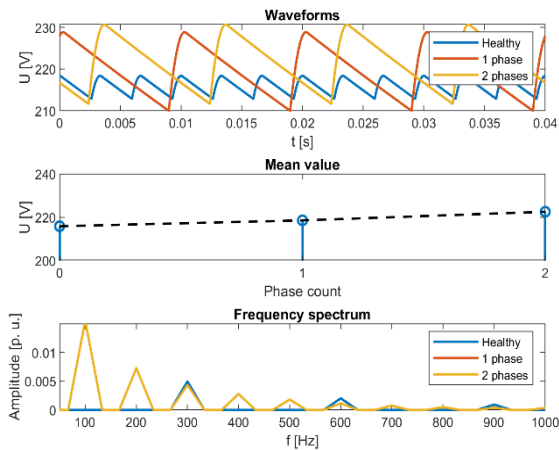 Waveforms
U [V]
230
220
210
0 0.005 0.01 0.015 0.02 0.025 0.03 0.035 0.04
t [s]
Healthy
1 phase
2 phases
Mean value
U [V]
240
220
200
0 1 2
Phase count
Frequency spectrum
Amplitude [p. u.]
0.01
0.005
0
100 200 300 400 500 600 700 800 900 1000
f [Hz]
Healthy
1 phase
2 phases